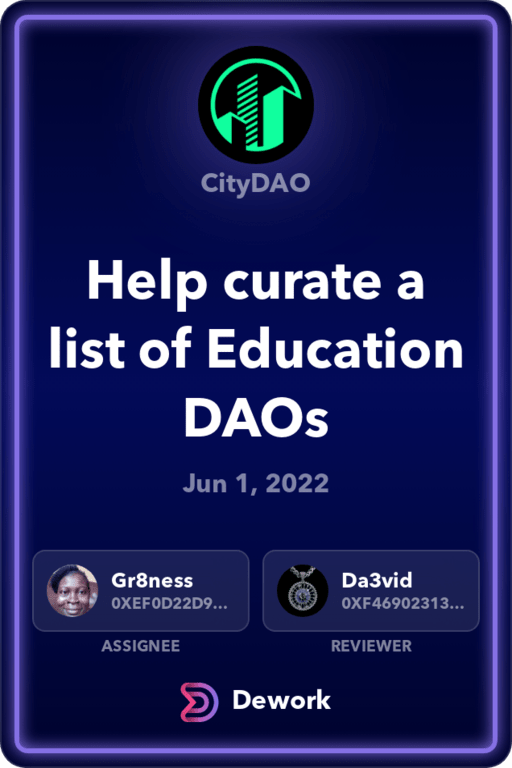 CityDAO
Help curate a
list of Education
DAOs
Jun 1, 2022
Gr8ness
0XEF0D22D9...
ASSIGNEE
Da3vid
0XF46902313...
REVIEWER
Dework